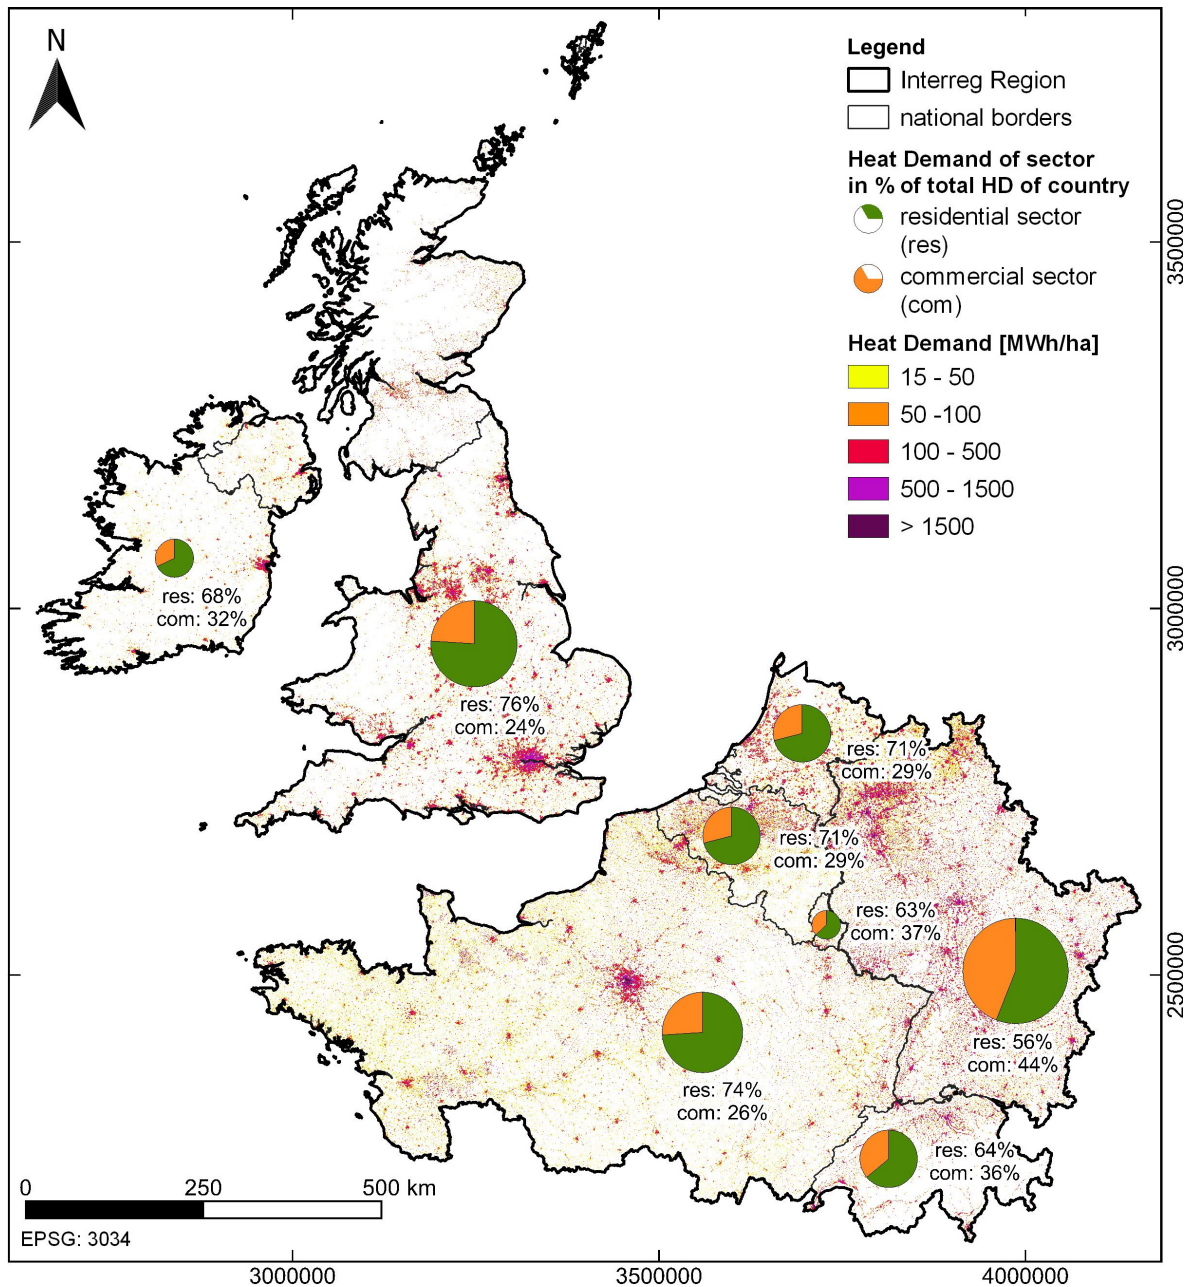 N
Legend
Interreg Region
national borders
Heat Demand of sector
in % of total HD of country
residential sector
(res)
commercial sector
(com)
Heat Demand [MWh/ha]
15 - 50
50 -100
100 - 500
500 - 1500
> 1500
3500000
3000000
2500000
res: 68%
com: 32%
res: 76%
com: 24%
res: 71%
com: 29%
res: 71%
com: 29%
res: 63%
com: 37%
res: 56%
com: 44%
res: 74%
com: 26%
res: 64%
com: 36%
0 250 500 km
EPSG: 3034
3000000 3500000 4000000